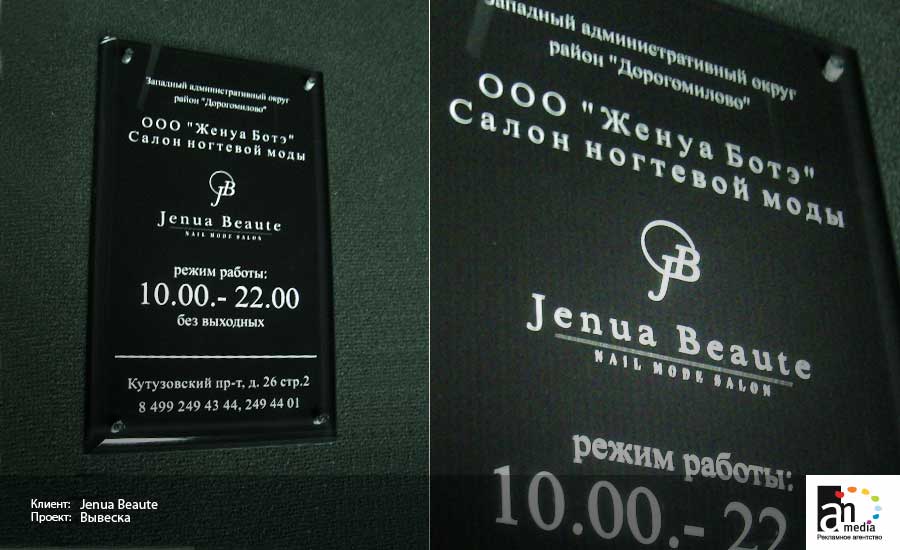 Западный административный округ
район "Дорогомилово"
ООО "Женуа Ботэ"
Салон ногтевой моды
JB
Jenua Beaute
NAIL MODE SALON
режим работы:
10.00.- 22.00
без выходных
Кутузовский пр-т, д. 26 стр.2
8 499 249 43 44, 249 44 01
Западный административный округ
район "Дорогомилово"
ООО "Женуа Ботэ"
Салон ногтевой моды
JB
Jenua Beaute
NAIL MODE SALON
режим работы:
10.00.- 22
Клиент: Jenua Beaute
Проект: Вывеска
an
media
Рекламное агентство